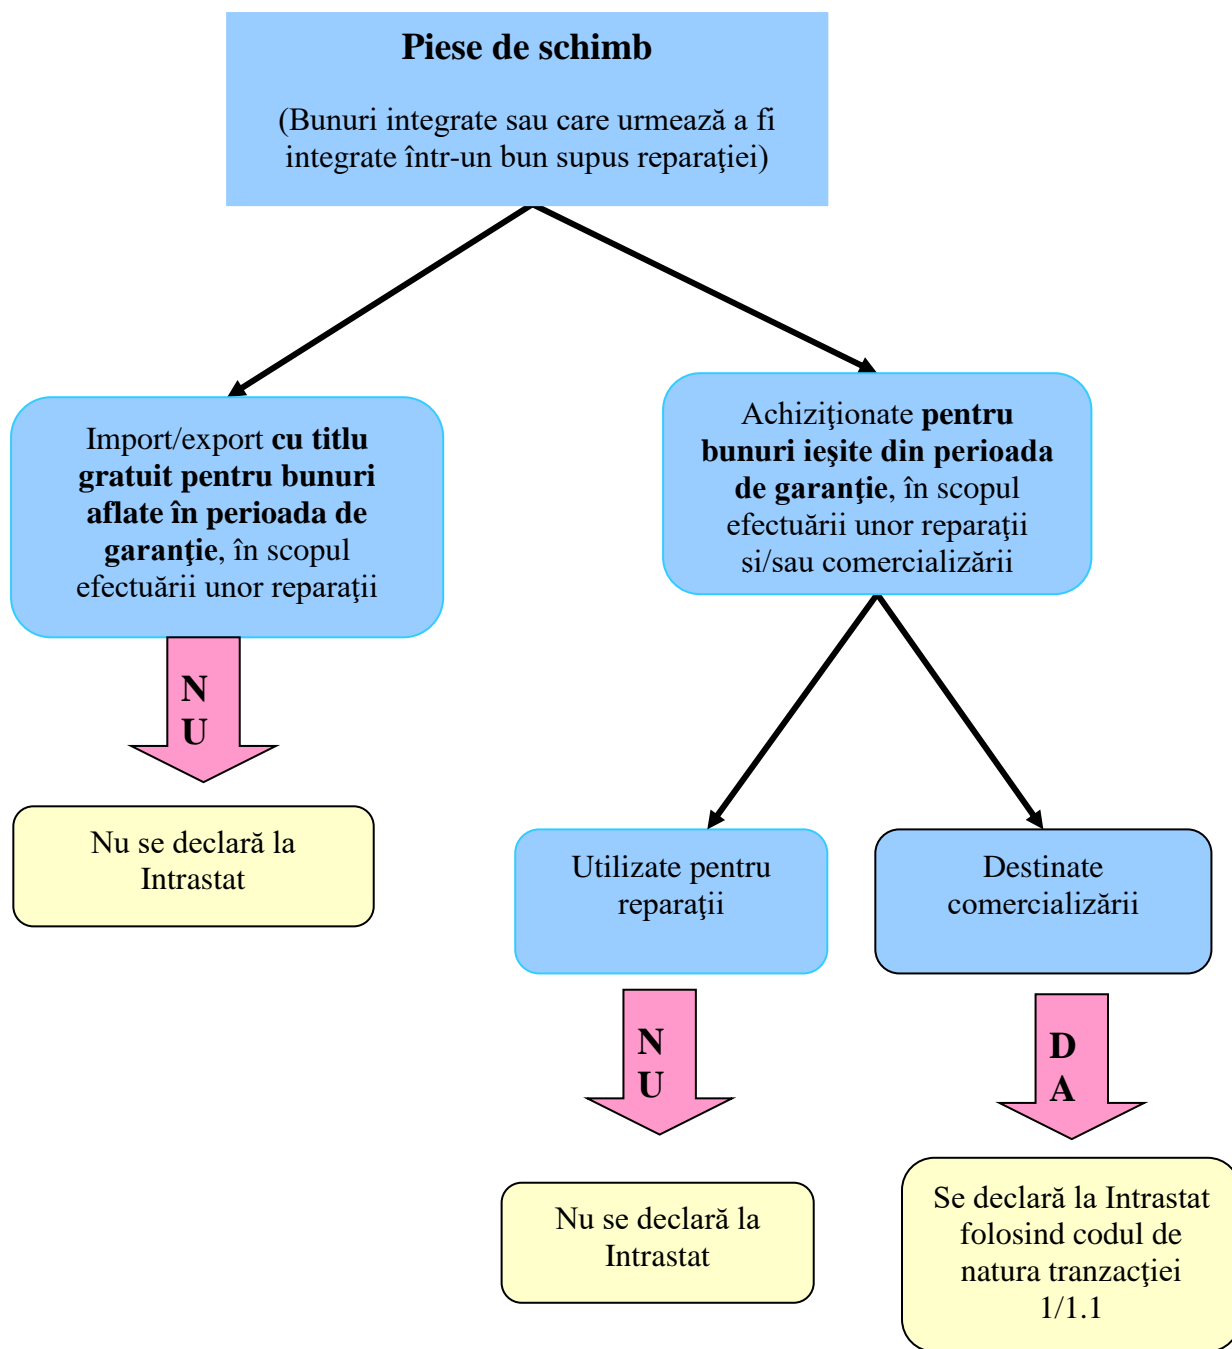 Piese de schimb
(Bunuri integrate sau care urmează a fi
integrate într-un bun supus reparaţiei)
Import/export cu titlu
gratuit pentru bunuri
aflate în perioada de
garanţie, în scopul
efectuării unor reparaţii
Achiziţionate pentru
bunuri ieşite din perioada
de garanţie, în scopul
efectuării unor reparaţii
si/sau comercializării
N
U
Nu se declară la
Intrastat
Utilizate pentru
reparaţii
Destinate
comercializării
N
U
D
A
Nu se declară la
Intrastat
Se declară la Intrastat
folosind codul de
natura tranzacţiei
1/1.1